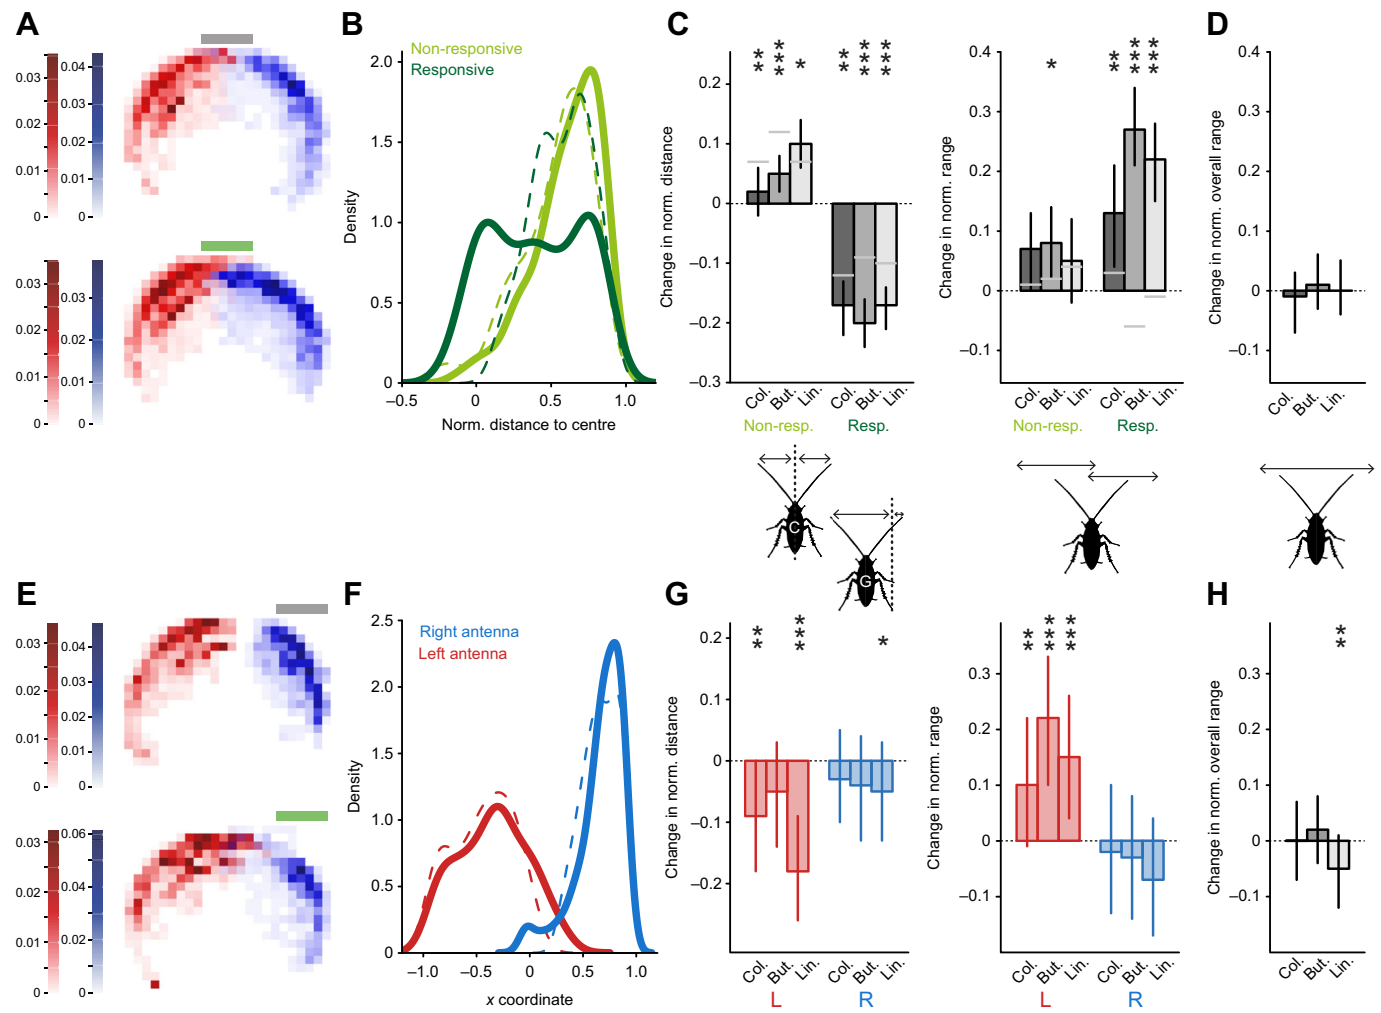 A
0.03
0.02
0.01
0
0.04
0.03
0.02
0.01
0
0.03
0.02
0.01
0
0.03
0.02
0.01
0
B
Non-responsive
Responsive
Density
2.0
1.5
1.0
0.5
0
–0.5
0
0.5
1.0
Norm. distance to centre
C
Change in norm. distance
0.2
0.1
0
–0.1
–0.2
–0.3
** *** * ** *** ***
Col. But. Lin. Col. But. Lin.
Non-resp. Resp.
C
G
Change in norm. range
0.4
0.3
0.2
0.1
0
–0.1
* ** *** ***
Col. But. Lin. Col. But. Lin.
Non-resp. Resp.
D
Change in norm. overall range
0.4
0.3
0.2
0.1
0
–0.1
Col. But. Lin.
E
0.03
0.02
0.01
0
0.04
0.03
0.02
0.01
0
0.03
0.02
0.01
0
0.06
0.05
0.04
0.03
0.02
0.01
0
F
Right antenna
Left antenna
Density
2.5
2.0
1.5
1.0
0.5
0
–1.0
–0.5
0
0.5
1.0
x coordinate
G
Change in norm. distance
0.2
0.1
0
–0.1
–0.2
** *** *
Col. But. Lin. Col. But. Lin.
L R
Change in norm. range
0.3
0.2
0.1
0
–0.1
** *** ***
Col. But. Lin. Col. But. Lin.
L R
H
Change in norm. overall range
0.3
0.2
0.1
0
–0.1
**
Col. But. Lin.